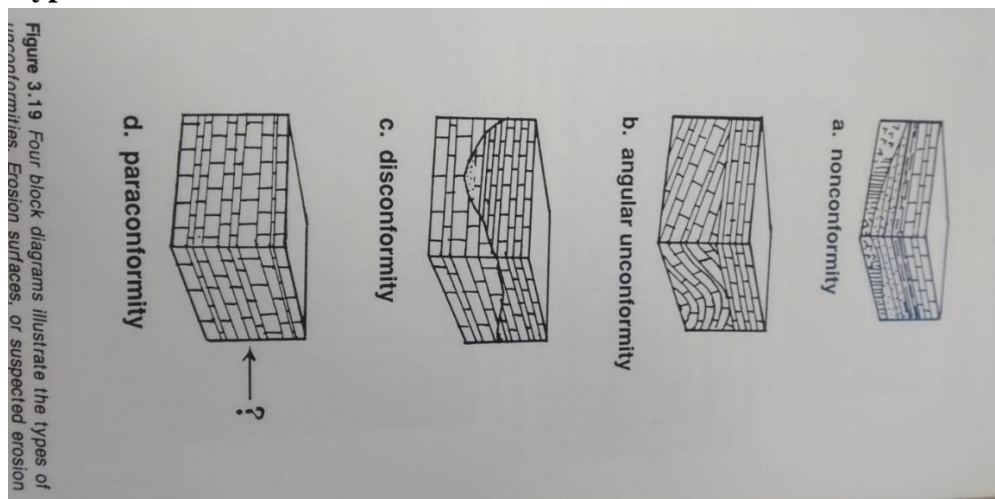 a. nonconformity
b. angular unconformity
c. disconformity
d. paraconformity
?
Figure 3.19 Four block diagrams illustrate the types of
unconformities. Erosion surfaces, or suspected erosion